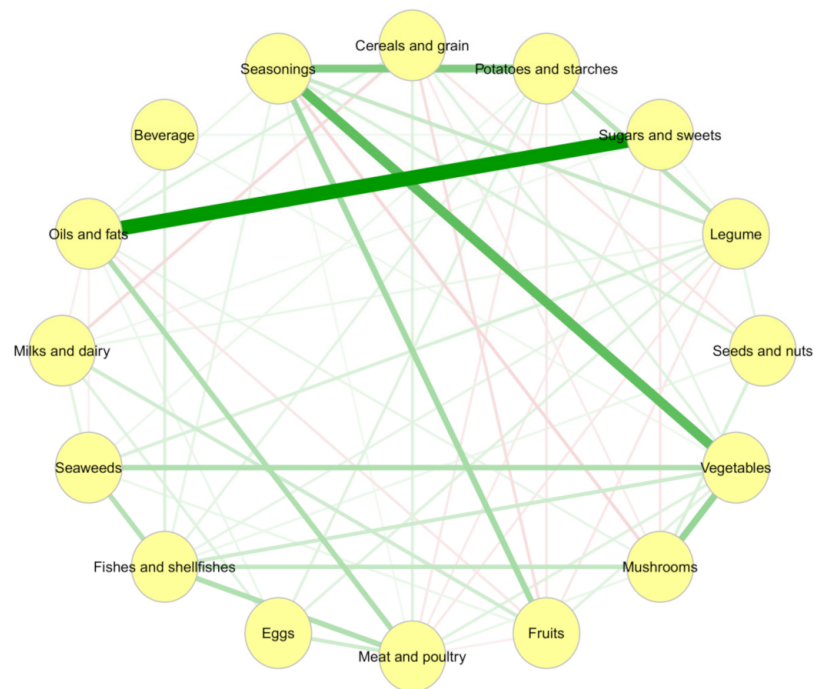 Cereals and grain
Seasonings
Potatoes and starches
Beverage
Sugars and sweets
Oils and fats
Legume
Milks and dairy
Seeds and nuts
Seaweeds
Vegetables
Fishes and shellfishes
Mushrooms
Eggs
Fruits
Meat and poultry